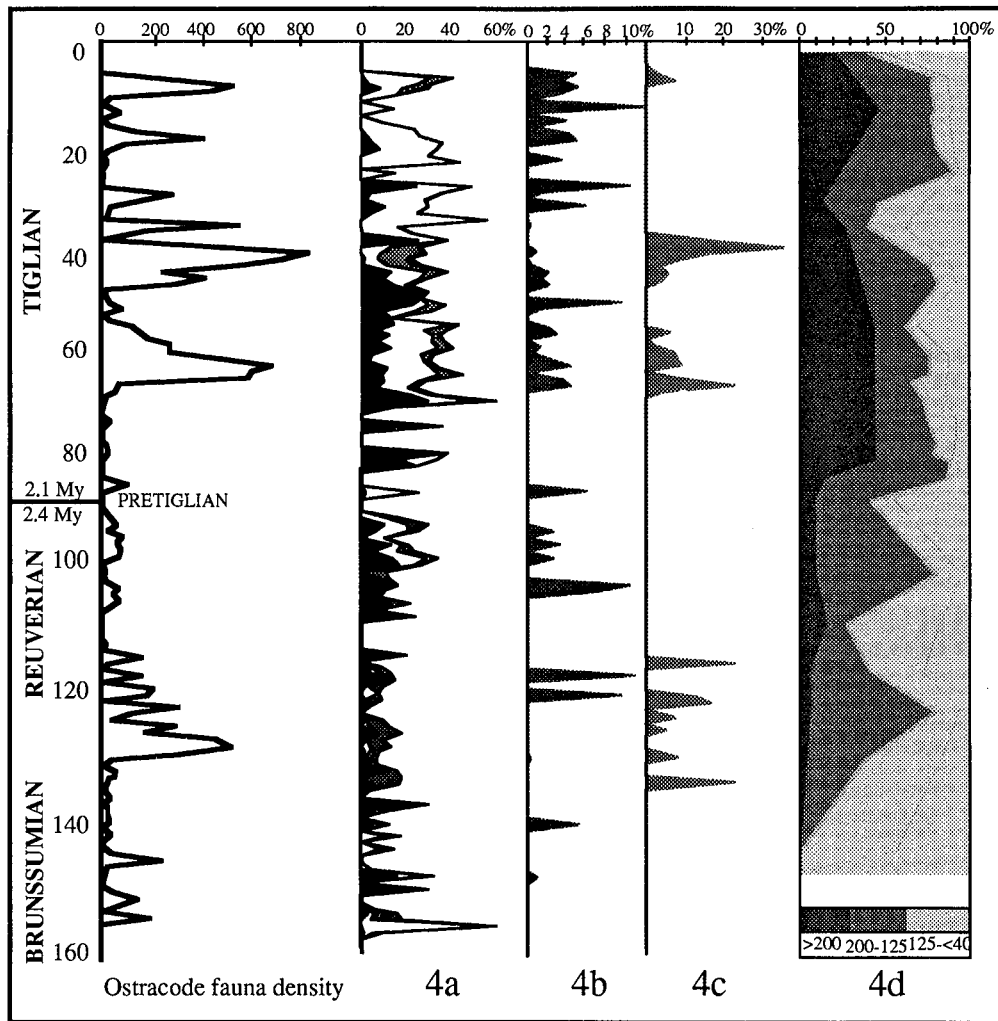 0 200 400 600 800 0 20 40 60% 0 2 4 6 8 10% 10 30% 0 50 100%
0
20
40
60
80
100
120
140
160
TIGLIAN
2.1 My
PRETIGLIAN
2.4 My
REUVERIAN
BRUNSSUMIAN
>200 200-125 125-<40
Ostracode fauna density 4a 4b 4c 4d